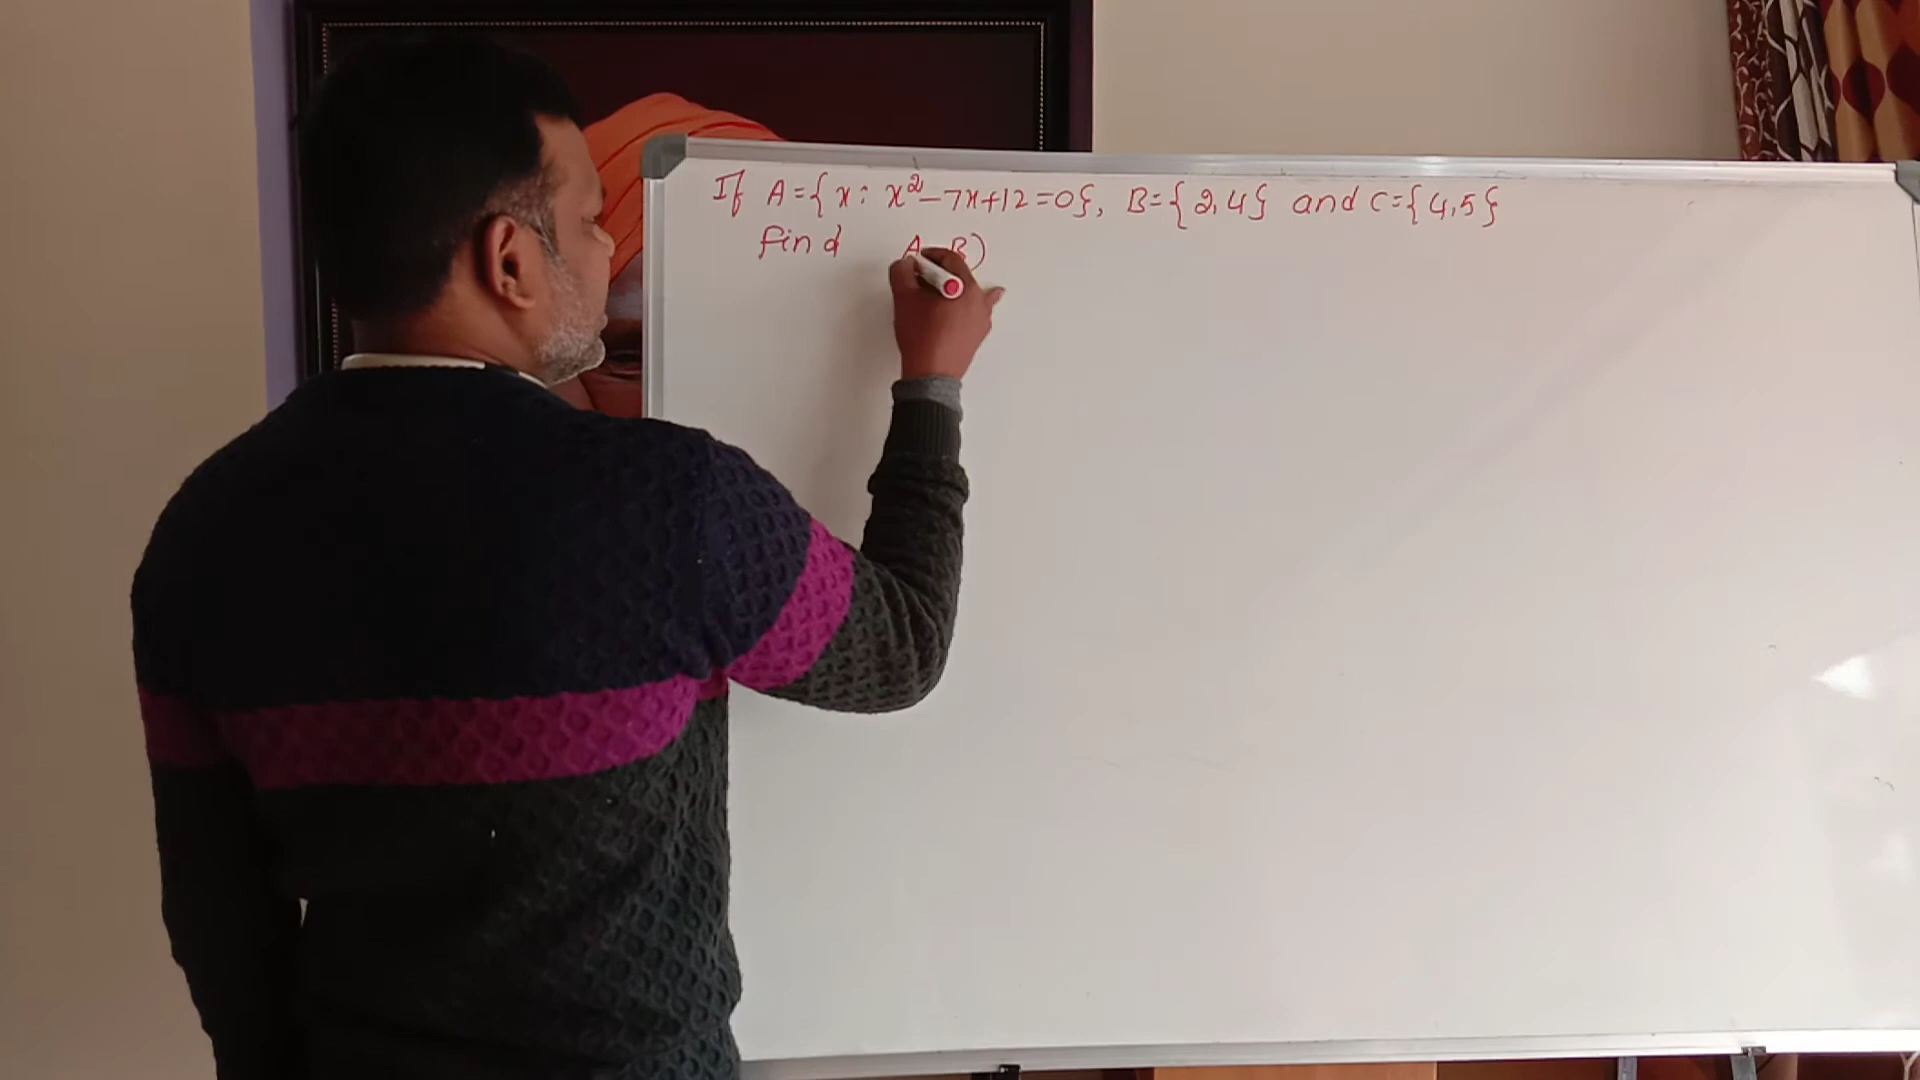 If A={x: x²-7x+12=0}, B={2,4} and C={4,5}
find A-B)